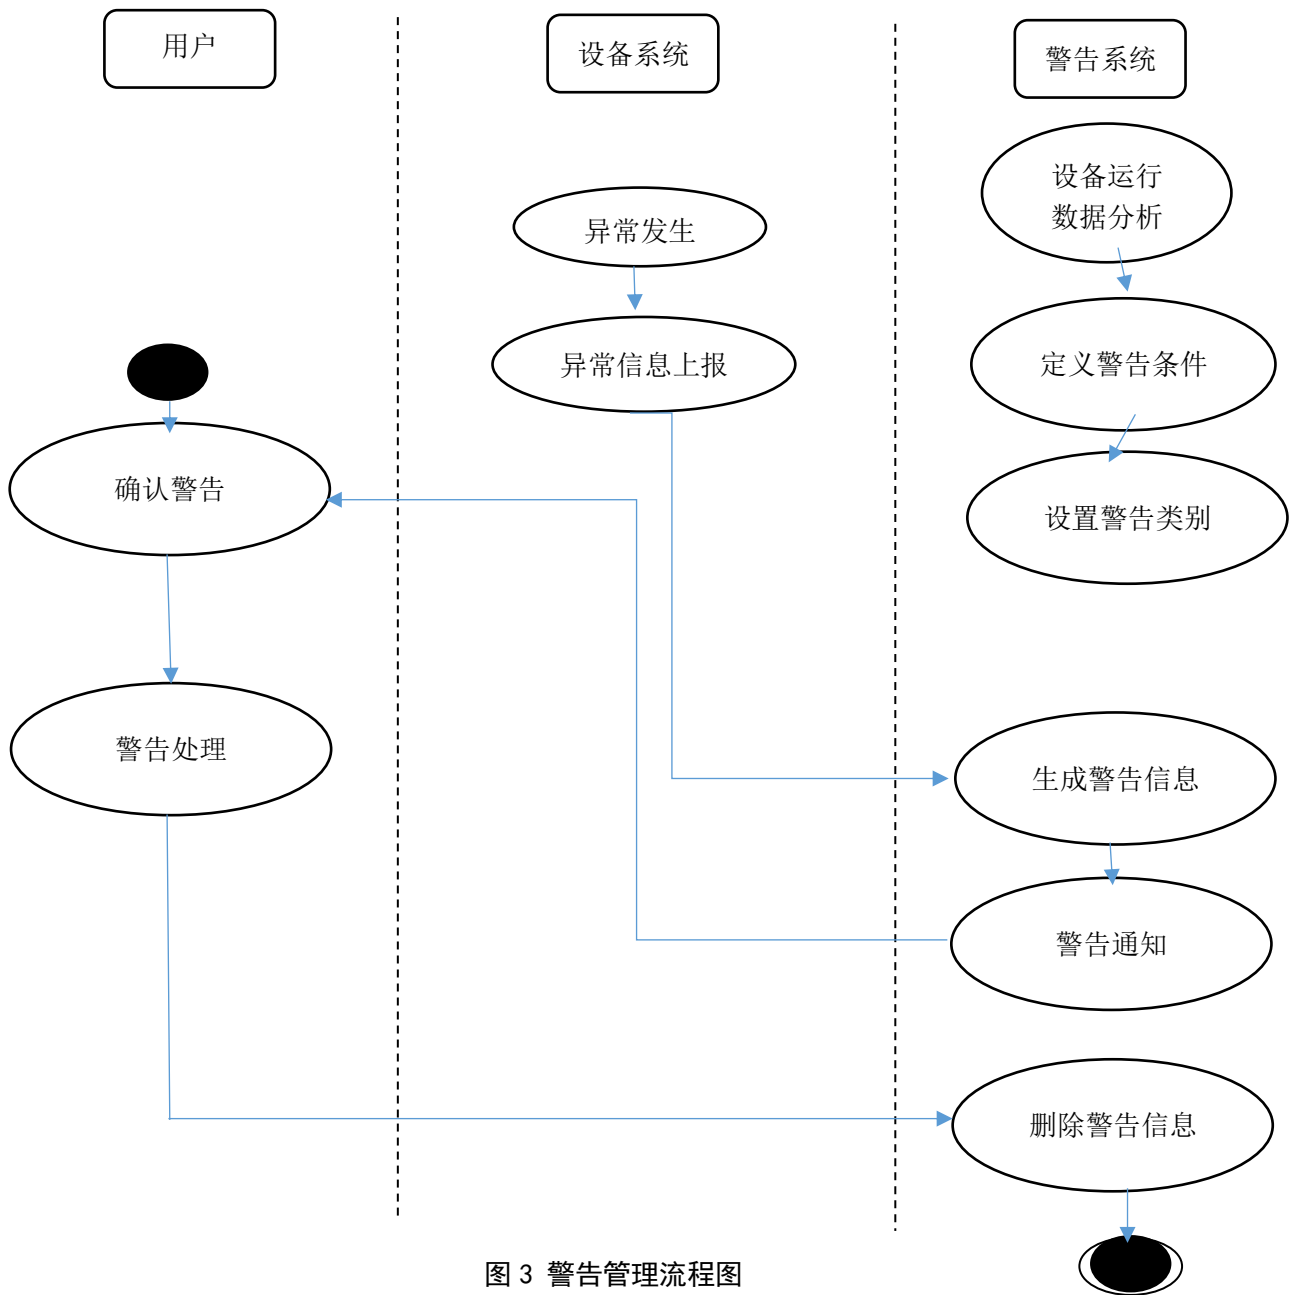 用户
设备系统
警告系统
设备运行
数据分析
异常发生
定义警告条件
异常信息上报
确认警告
设置警告类别
警告处理
生成警告信息
警告通知
删除警告信息
图 3 警告管理流程图